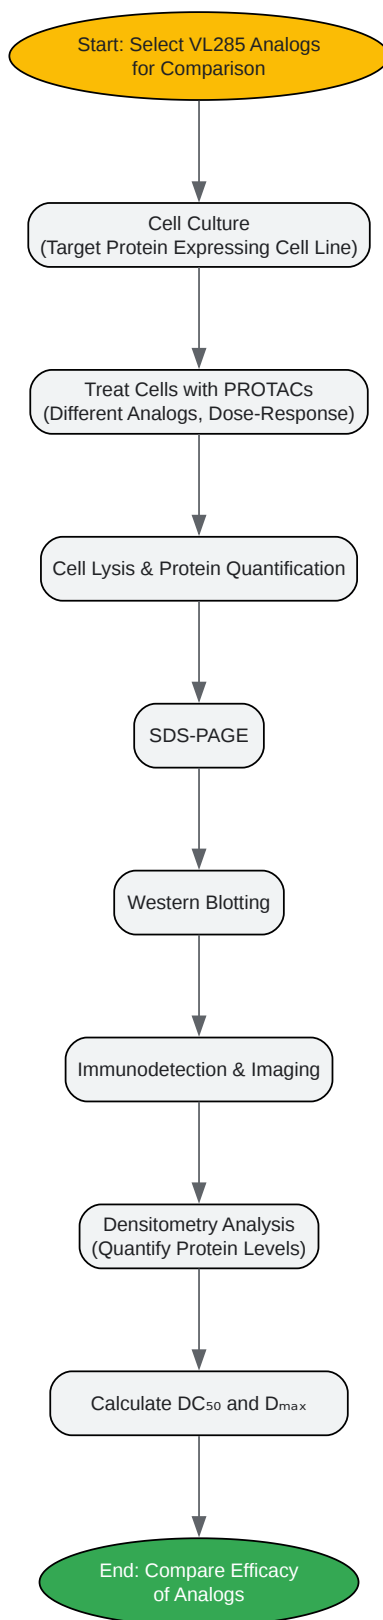 Start: Select VL285 Analogs
for Comparison
Cell Culture
(Target Protein Expressing Cell Line)
Treat Cells with PROTACs
(Different Analogs, Dose-Response)
Cell Lysis & Protein Quantification
SDS-PAGE
Western Blotting
Immunodetection & Imaging
Densitometry Analysis
(Quantify Protein Levels)
Calculate DC₅₀ and Dₘₐₓ
End: Compare Efficacy
of Analogs